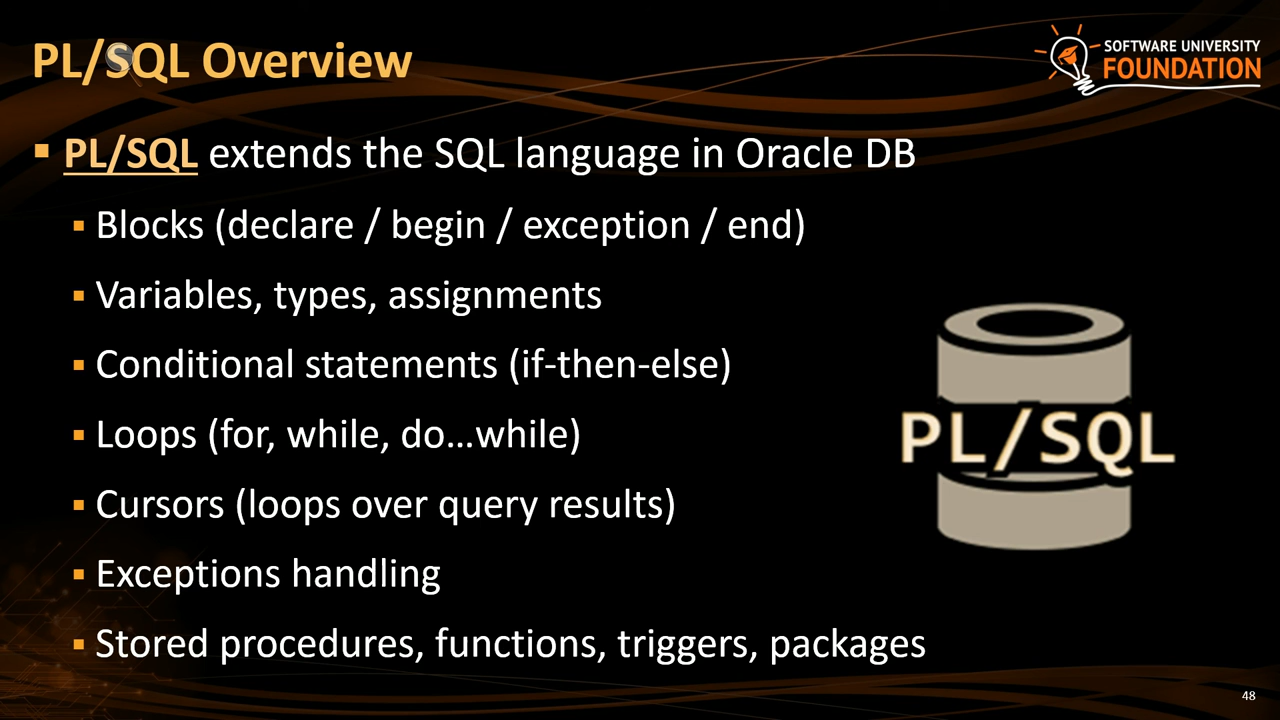 PL/SQL Overview
SOFTWARE UNIVERSITY
FOUNDATION
PL/SQL extends the SQL language in Oracle DB
Blocks (declare / begin / exception / end)
Variables, types, assignments
Conditional statements (if-then-else)
Loops (for, while, do…while)
Cursors (loops over query results)
Exceptions handling
Stored procedures, functions, triggers, packages
PL/SQL
48